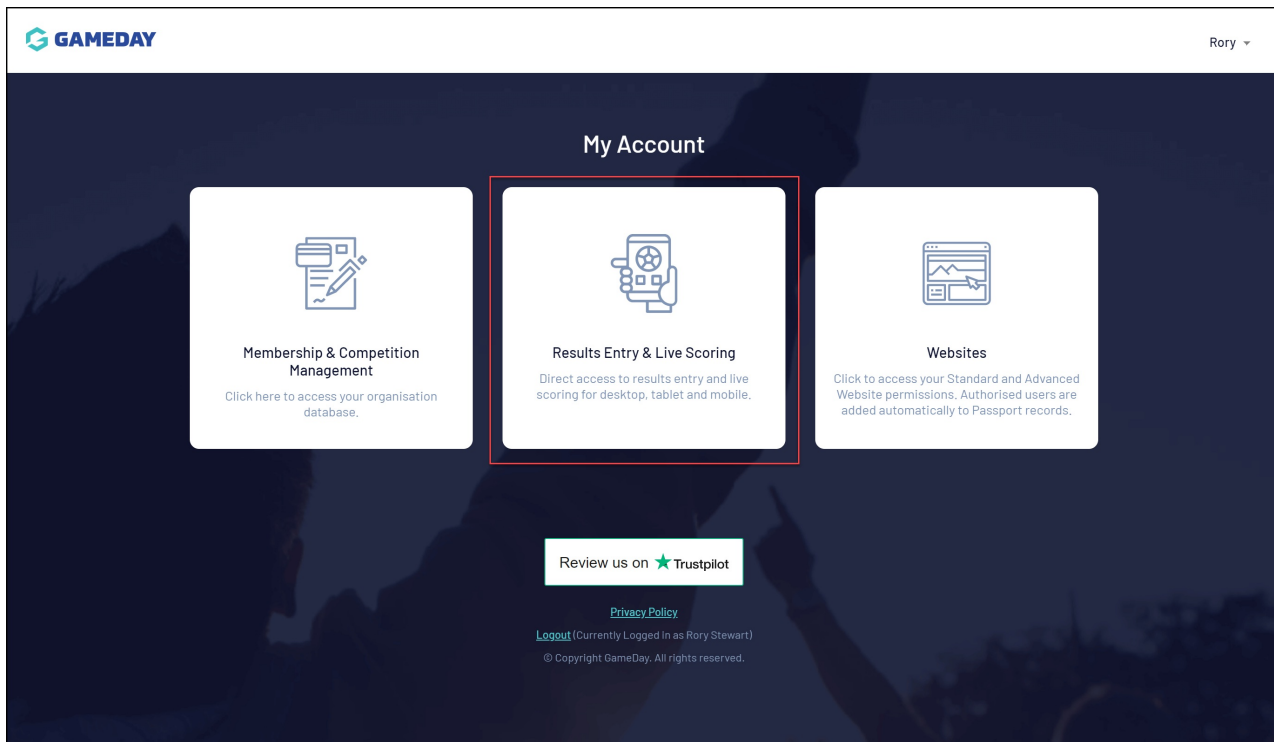 GAMEDAY
Rory
My Account
Membership & Competition
Management
Click here to access your organisation
database.
Results Entry & Live Scoring
Direct access to results entry and live
scoring for desktop, tablet and mobile.
Websites
Click to access your Standard and Advanced
Website permissions. Authorised users are
added automatically to Passport records.
Review us on Trustpilot
Privacy Policy
Logout (Currently Logged in as Rory Stewart)
© Copyright GameDay. All rights reserved.